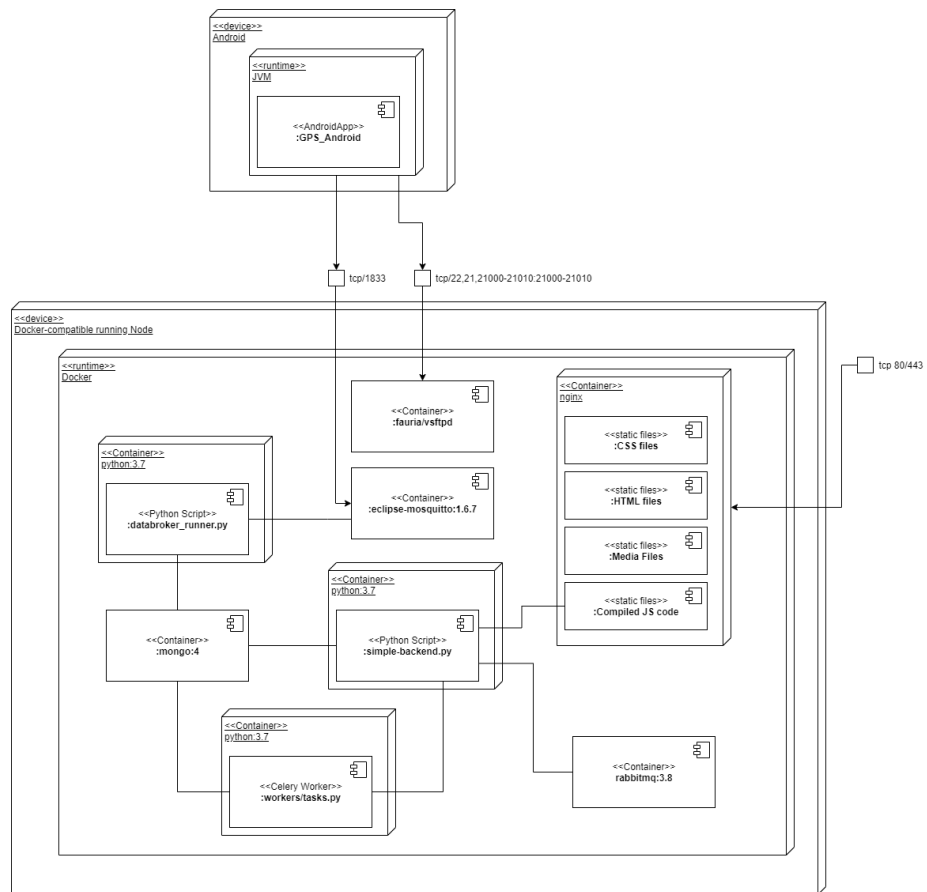 <<device>>
Android
<<runtime>>
JVM
<<AndroidApp>>
:GPS_Android
tcp/1833
tcp/22,21,21000-21010:21000-21010
<<device>>
Docker-compatible running Node
<<runtime>>
Docker
tcp 80/443
<<Container>>
:fauria/vsftpd
<<Container>>
nginx
<<static files>>
:CSS files
<<static files>>
:HTML files
<<static files>>
:Media Files
<<static files>>
:Compiled JS code
<<Container>>
python:3.7
<<Python Script>>
:databroker_runner.py
<<Container>>
:eclipse-mosquitto:1.6.7
<<Container>>
python:3.7
<<Python Script>>
:simple-backend.py
<<Container>>
:mongo:4
<<Container>>
python:3.7
<<Celery Worker>>
:workers/tasks.py
<<Container>>
rabbitmq:3.8